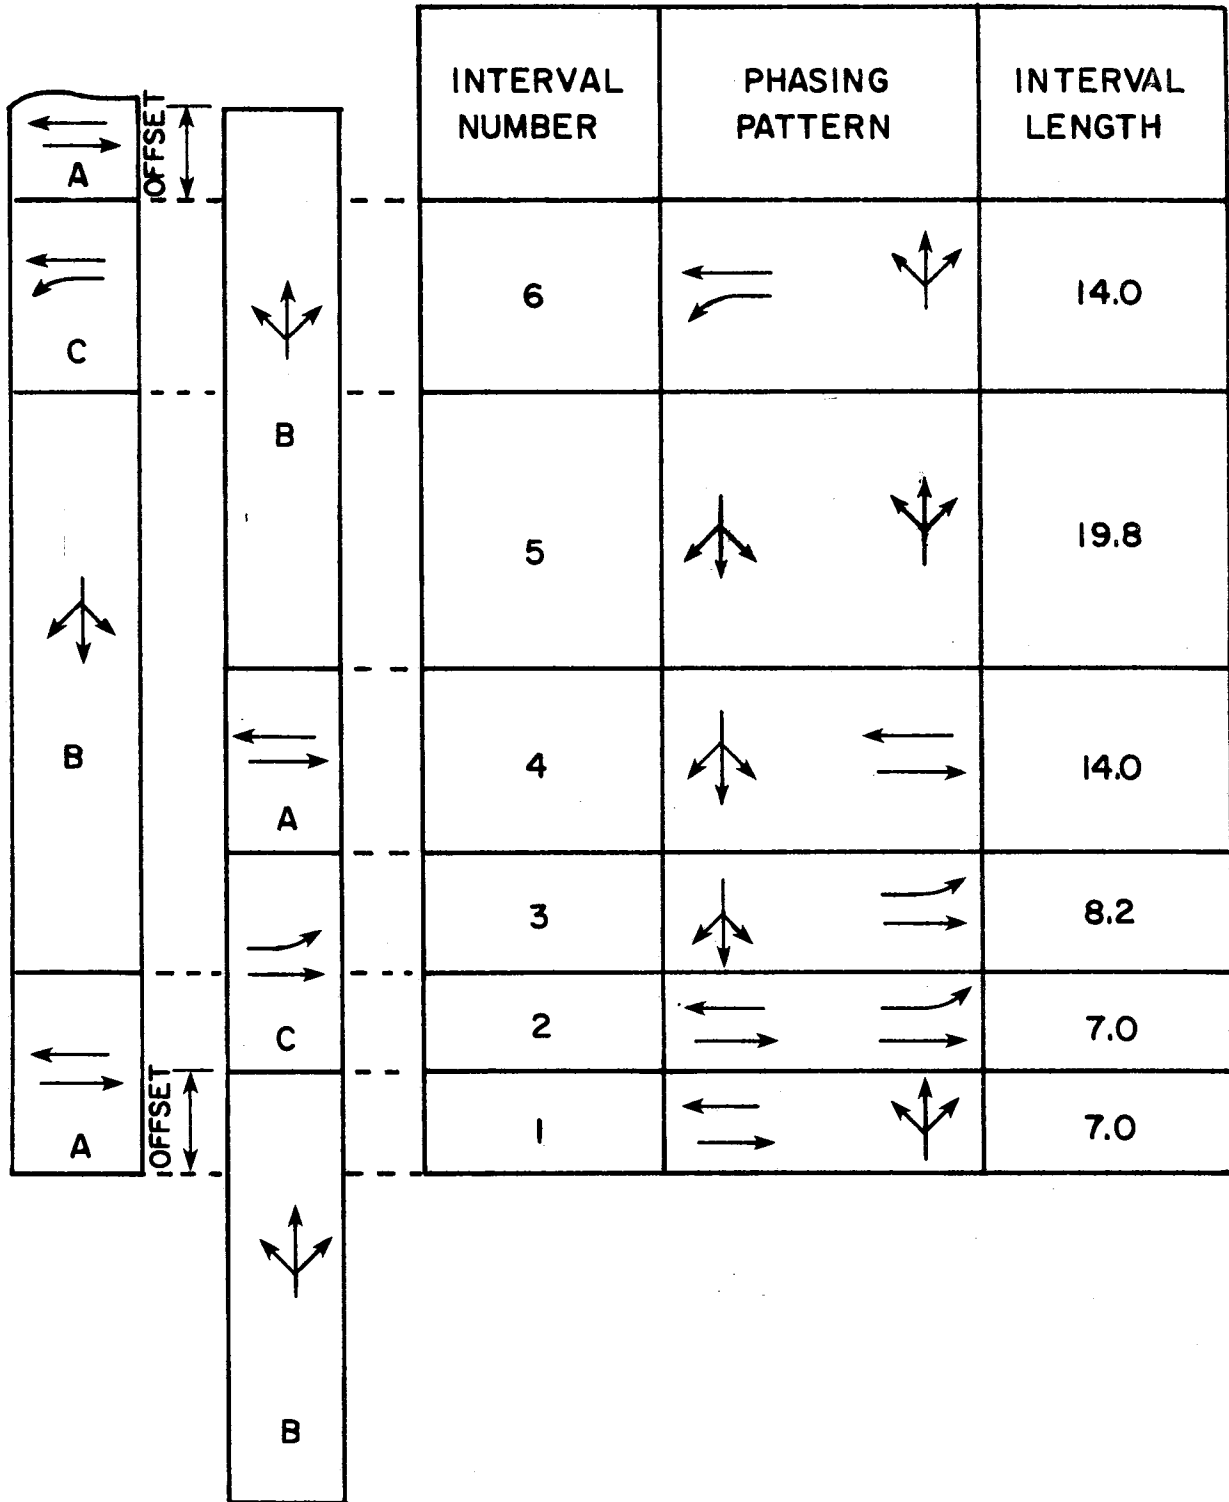 INTERVAL NUMBER
PHASING PATTERN
INTERVAL LENGTH
A
OFFSET
C
B
B
A
C
A
OFFSET
B
6
14.0
5
19.8
4
14.0
3
8.2
2
7.0
1
7.0